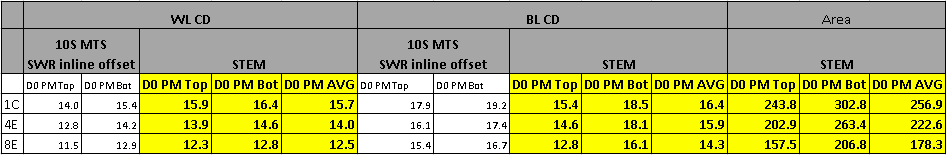 WL CD BL CD Area
10S MTS 10S MTS
SWR inline offset STEM SWR inline offset STEM STEM
D0 PM Top D0 PM Bot D0 PM Top D0 PM Bot D0 PM AVG D0 PM Top D0 PM Bot D0 PM Top D0 PM Bot D0 PM AVG D0 PM Top D0 PM Bot D0 PM AVG
1C 14.0 15.4 15.9 16.4 15.7 17.9 19.2 15.4 18.5 16.4 243.8 302.8 256.9
4E 12.8 14.2 13.9 14.6 14.0 16.1 17.4 14.6 18.1 15.9 202.9 263.4 222.6
8E 11.5 12.9 12.3 12.8 12.5 15.4 16.7 12.8 16.1 14.3 157.5 206.8 178.3